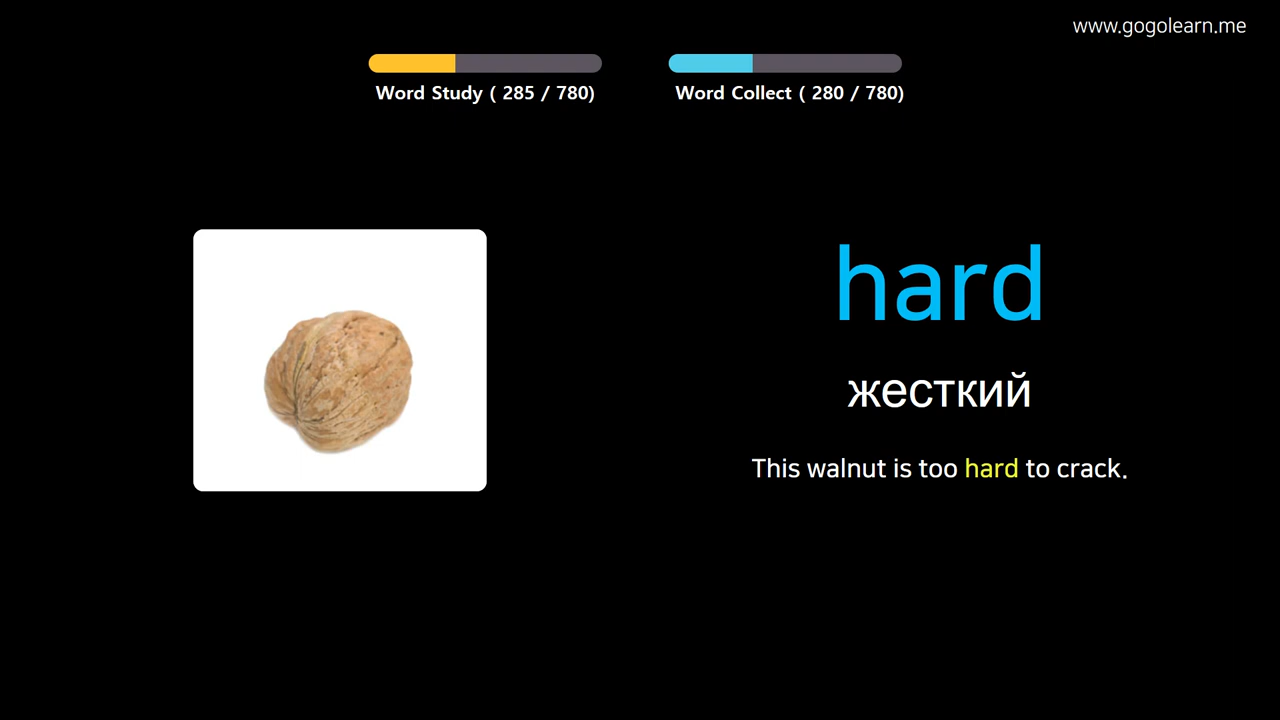 www.gogolearn.me
Word Study ( 285 / 780)
Word Collect ( 280 / 780)
hard
жесткий
This walnut is too hard to crack.